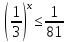 (1/3)^x ≤ 1/81